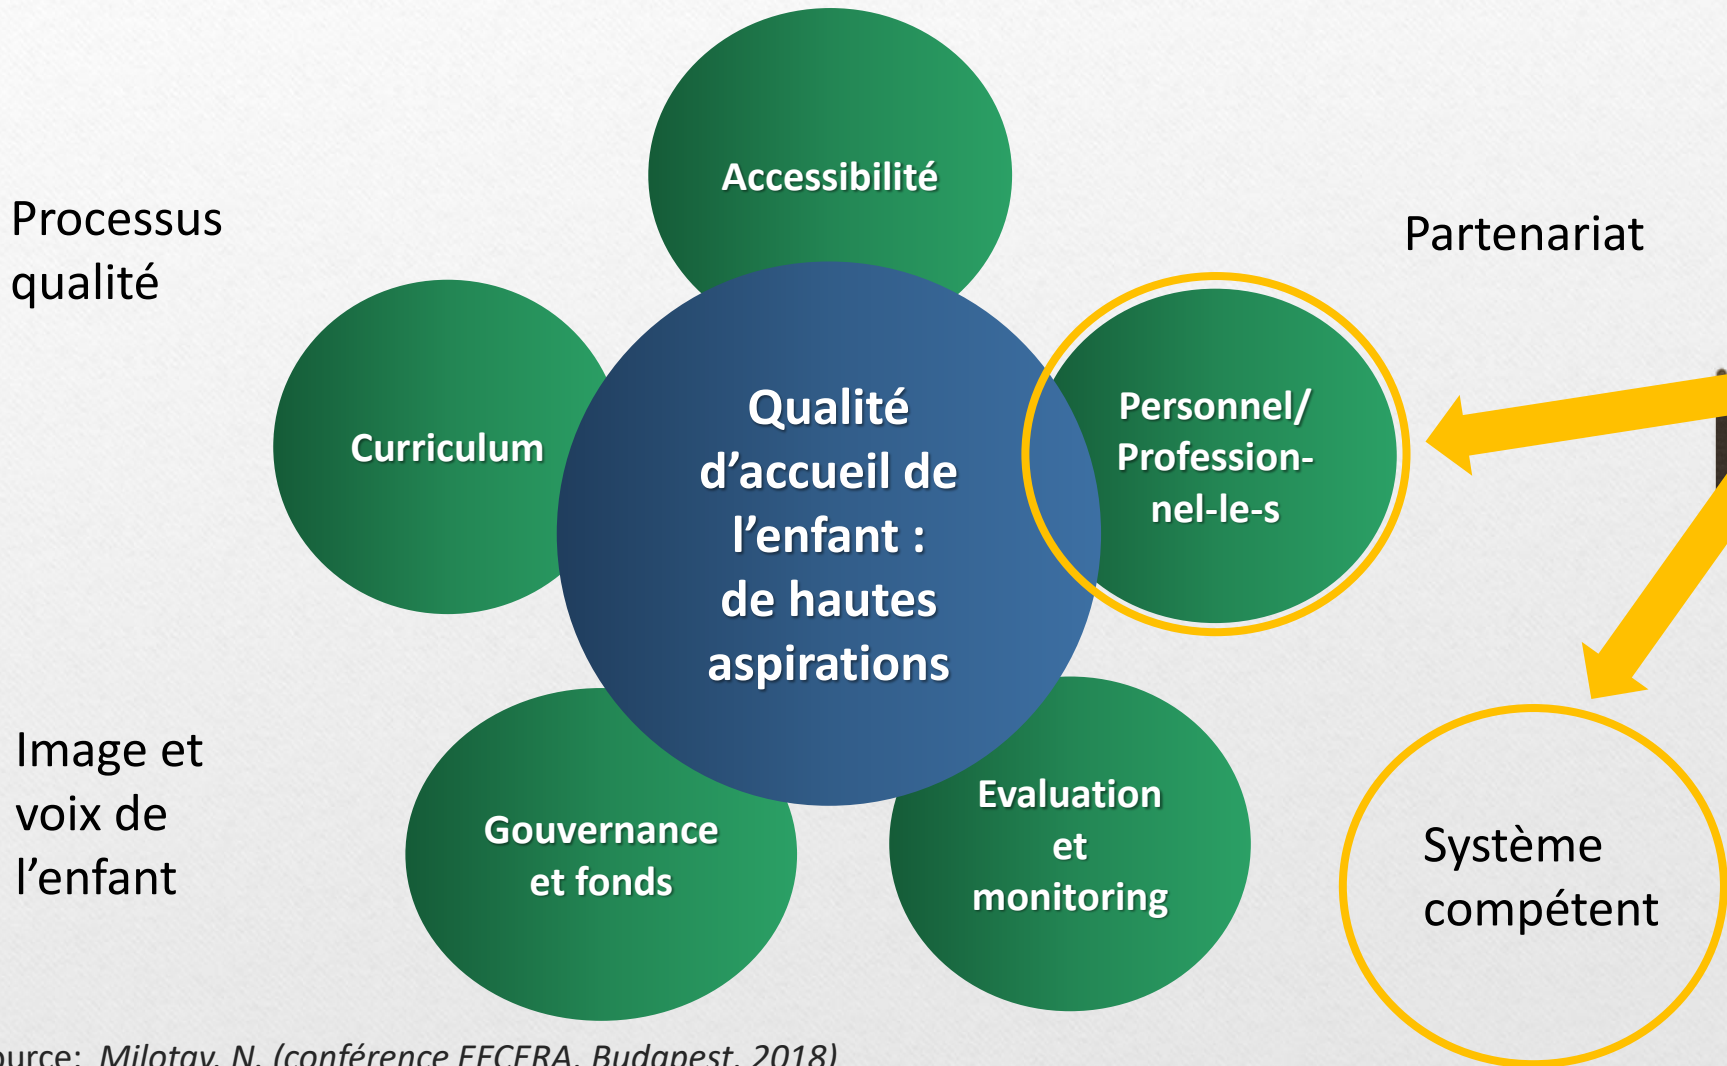 Accessibilité
Processus
qualité
Partenariat
Curriculum
Qualité
d’accueil de
l’enfant :
de hautes
aspirations
Personnel/
Profession-
nel-le-s
Image et
voix de
l’enfant
Gouvernance
et fonds
Evaluation
et
monitoring
Système
compétent
ource: Milotay, N. (conférence EECERA, Budapest, 2018)